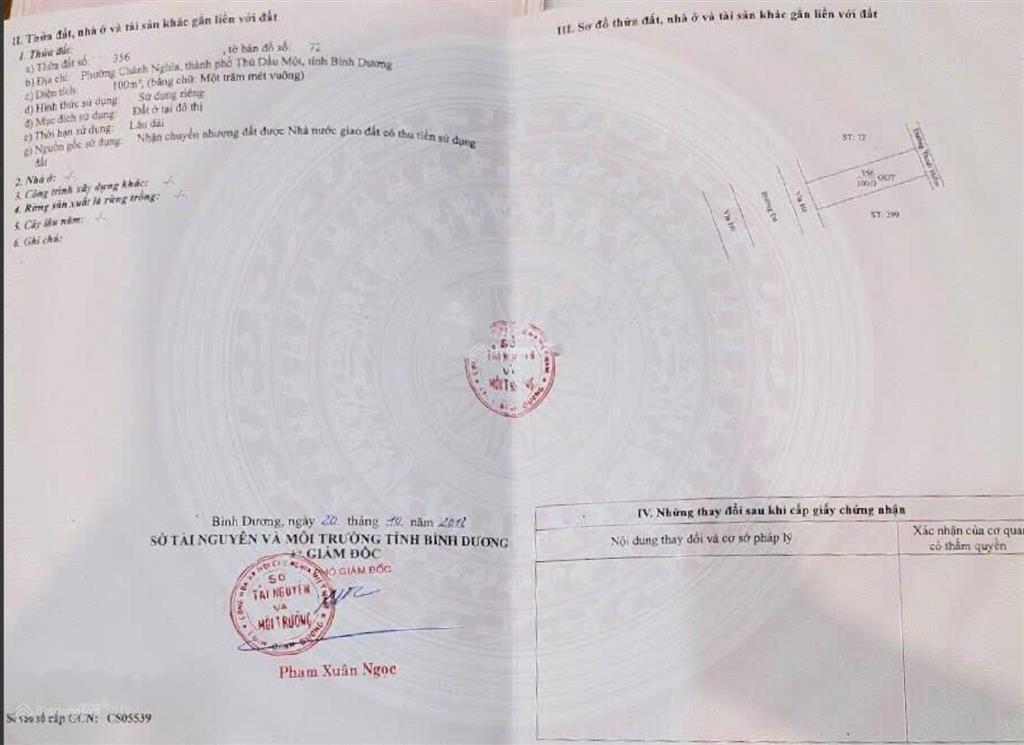 II. Thửa đất, nhà ở và tài sản khác gắn liền với đất
1. Thửa đất:
a) Thửa đất số: 356 , tờ bản đồ số: 72
b) Địa chỉ: Phường Chánh Nghĩa, thành phố Thủ Dầu Một, tỉnh Bình Dương
c) Diện tích: 100m², (bằng chữ: Một trăm mét vuông)
d) Hình thức sử dụng: Sử dụng riêng
đ) Mục đích sử dụng: Đất ở tại đô thị
e) Thời hạn sử dụng: Lâu dài
g) Nguồn gốc sử dụng: Nhận chuyển nhượng đất được Nhà nước giao đất có thu tiền sử dụng
đất
2. Nhà ở: -/-
3. Công trình xây dựng khác: -/-
4. Rừng sản xuất là rừng trồng: -/-
5. Cây lâu năm: -/-
6. Ghi chú:
Bình Dương, ngày 20 tháng năm
SỞ TÀI NGUYÊN VÀ MÔI TRƯỜNG TỈNH BÌNH DƯƠNG
GIÁM ĐỐC
PHÓ GIÁM ĐỐC
SỞ
TÀI NGUYÊN
VÀ
MÔI TRƯỜNG
Phạm Xuân Ngọc
Số vào sổ cấp GCN: CS05539
III. Sơ đồ thửa đất, nhà ở và tài sản khác gắn liền với đất
ST: 72
356
100.0 ODT
ST: 299
Vỉa Hè
Đường Đá
Vỉa Hè
SỞ
VÀ
MÔI
IV. Những thay đổi sau khi cấp giấy chứng nhận
Nội dung thay đổi và cơ sở pháp lý
Xác nhận của cơ quan
có thẩm quyền